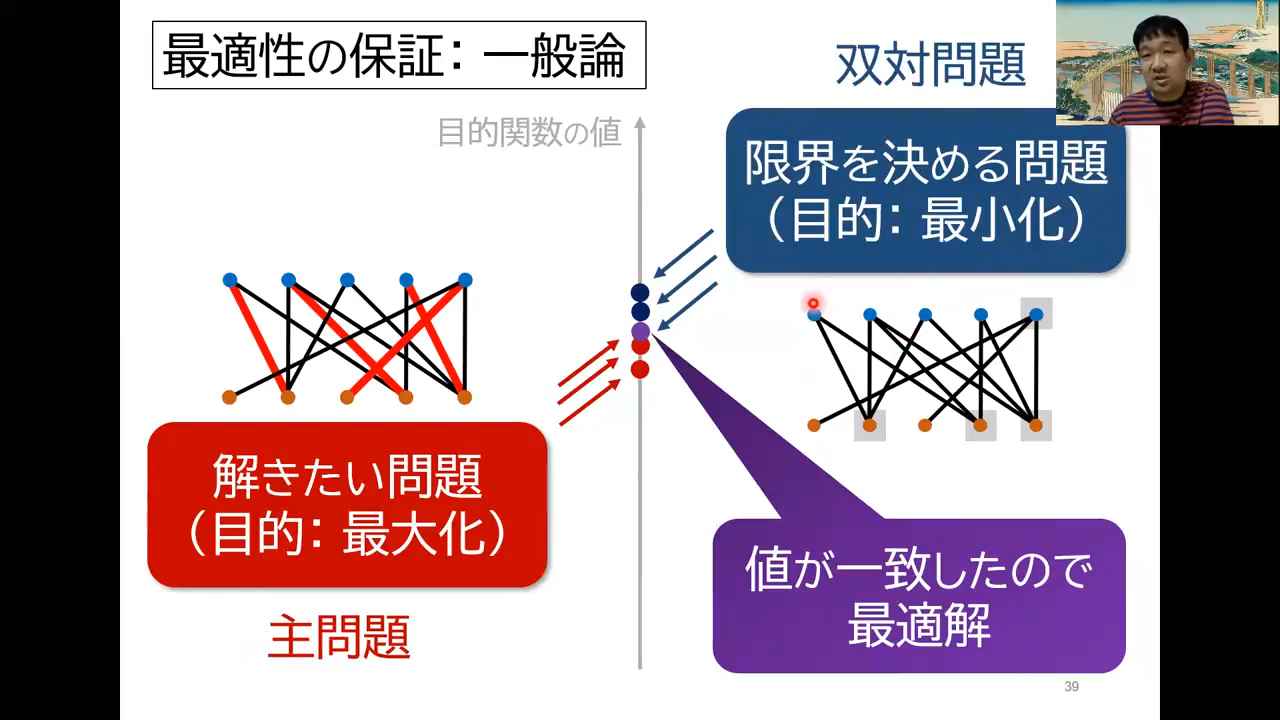 最適性の保証：一般論
双対問題
目的関数の値
限界を決める問題
（目的：最小化）
解きたい問題
（目的：最大化）
主問題
値が一致したので
最適解
39